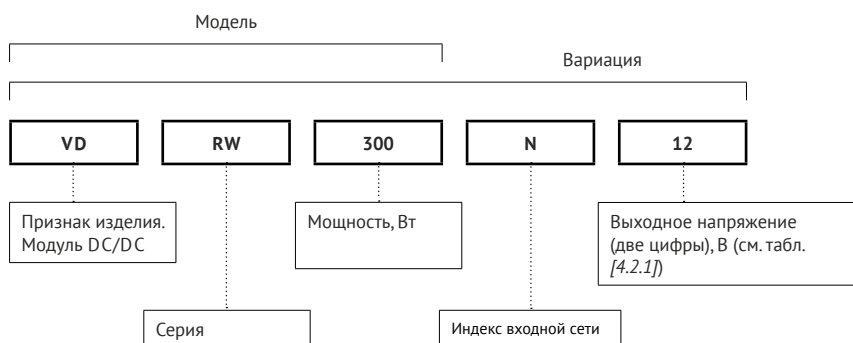 Модель
Вариация
VD
RW
300
N
12
Признак изделия.
Модуль DC/DC
Мощность, Вт
Выходное напряжение
(две цифры), В (см. табл.
[4.2.1])
Серия
Индекс входной сети